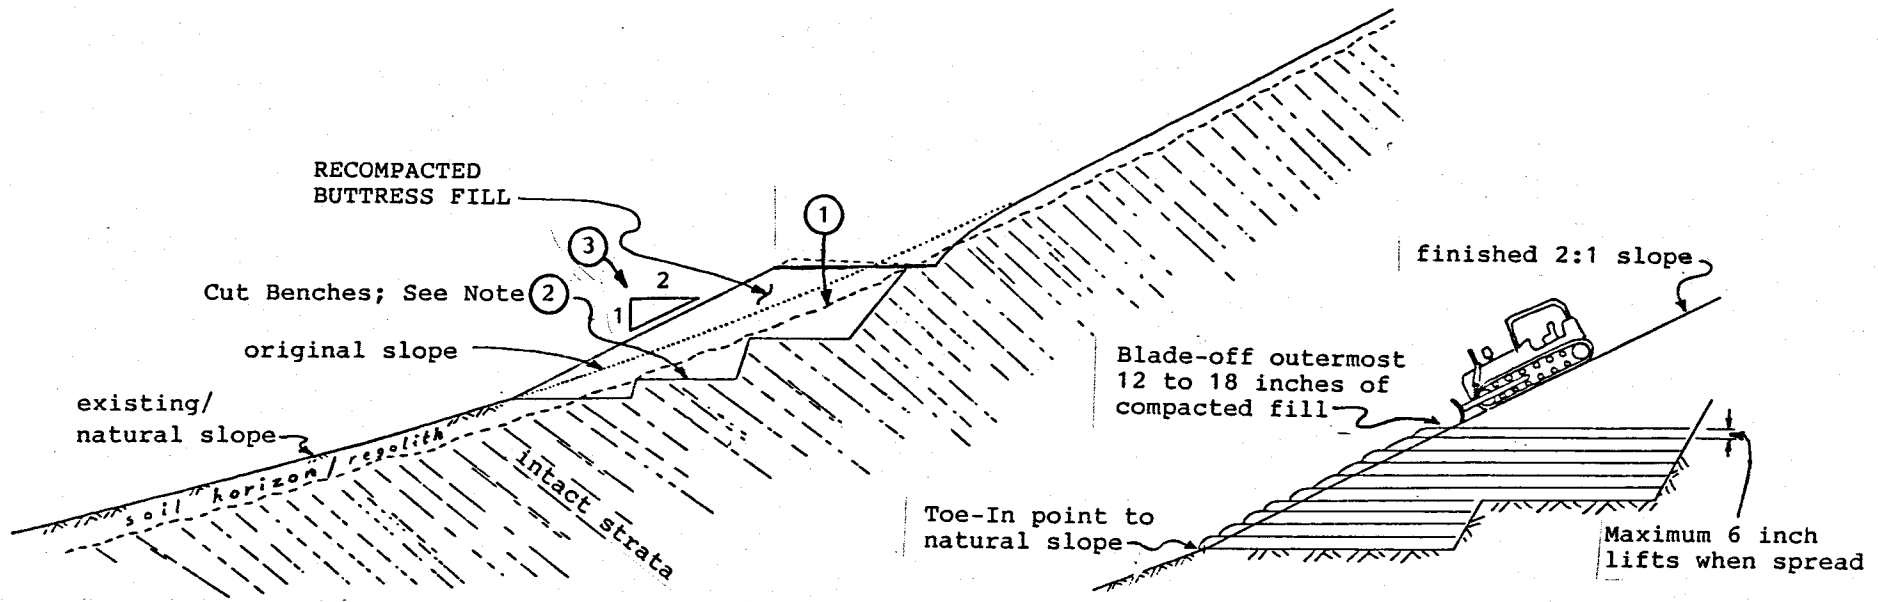 RECOMPACTED
BUTTRESS FILL
1
3
2
Cut Benches; See Note 2
1
original slope
existing/
natural slope
soil horizon/regolith
intact strata
finished 2:1 slope
Blade-off outermost
12 to 18 inches of
compacted fill
Toe-In point to
natural slope
Maximum 6 inch
lifts when spread